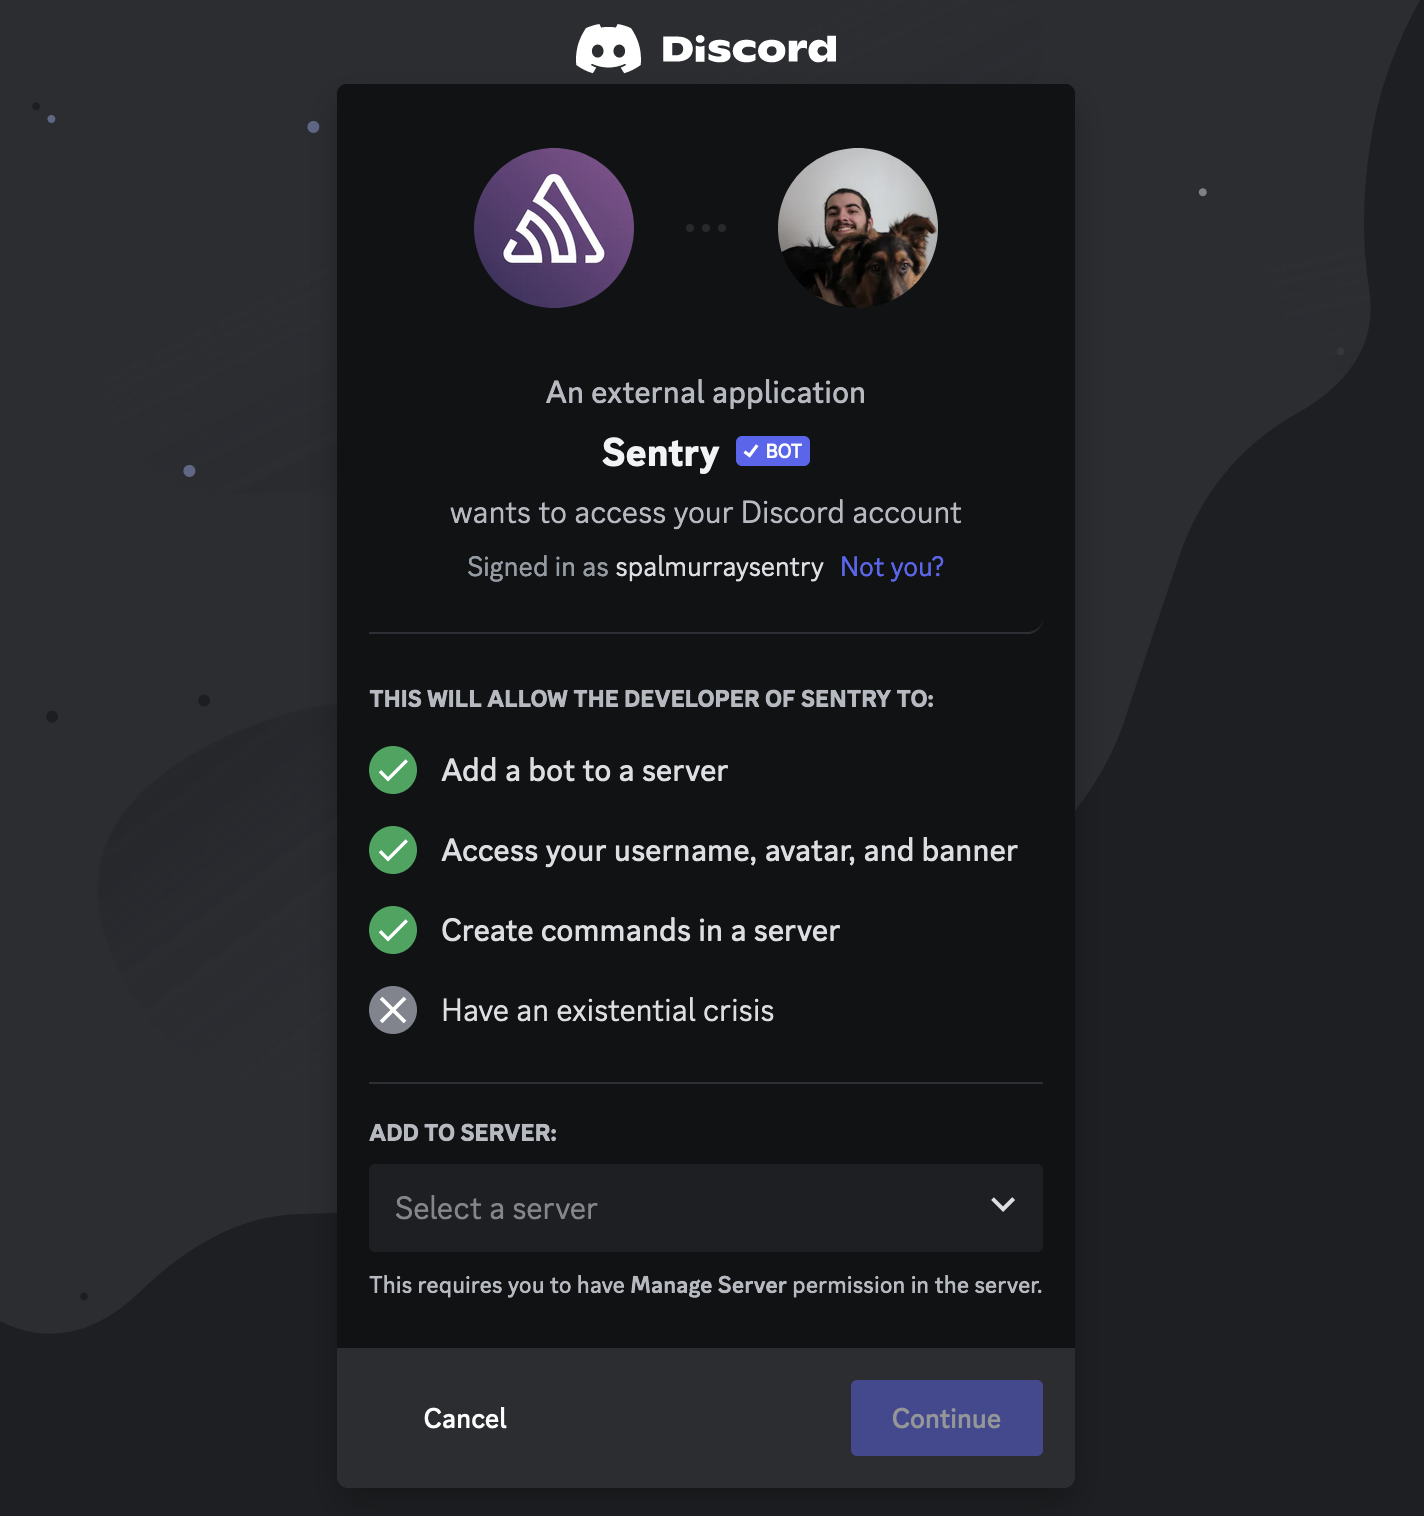 Discord
An external application
Sentry BOT
wants to access your Discord account
Signed in as spalmurraysentry Not you?
THIS WILL ALLOW THE DEVELOPER OF SENTRY TO:
Add a bot to a server
Access your username, avatar, and banner
Create commands in a server
Have an existential crisis
ADD TO SERVER:
Select a server
This requires you to have Manage Server permission in the server.
Cancel Continue